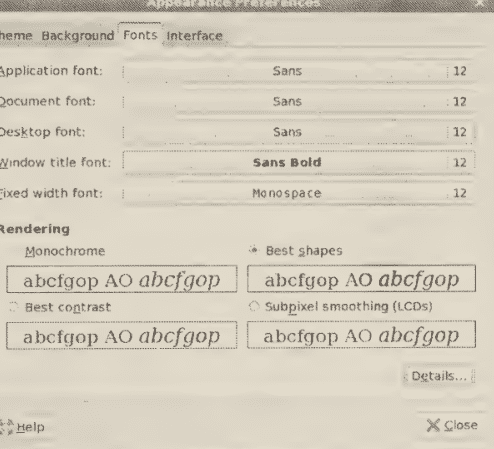 Appearance Preferences
heme Background Fonts Interface
Application font: Sans 12
Document font: Sans 12
Desktop font: Sans 12
Window title font: Sans Bold 12
Fixed width font: Monospace 12
Rendering
Monochrome Best shapes
abcfgop AO abcfgop abcfgop AO abcfgop
Best contrast Subpixel smoothing (LCDs)
abcfgop AO abcfgop abcfgop AO abcfgop
Details...
Help Close